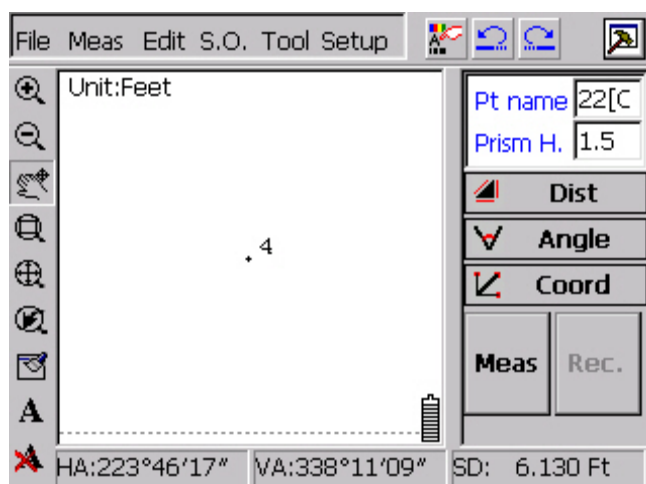 File Meas Edit S.O. Tool Setup
Unit:Feet
4
Pt name 22[C
Prism H. 1.5
Dist
Angle
Coord
Meas Rec.
A
HA:223°46′17″ VA:338°11′09″ SD: 6.130 Ft